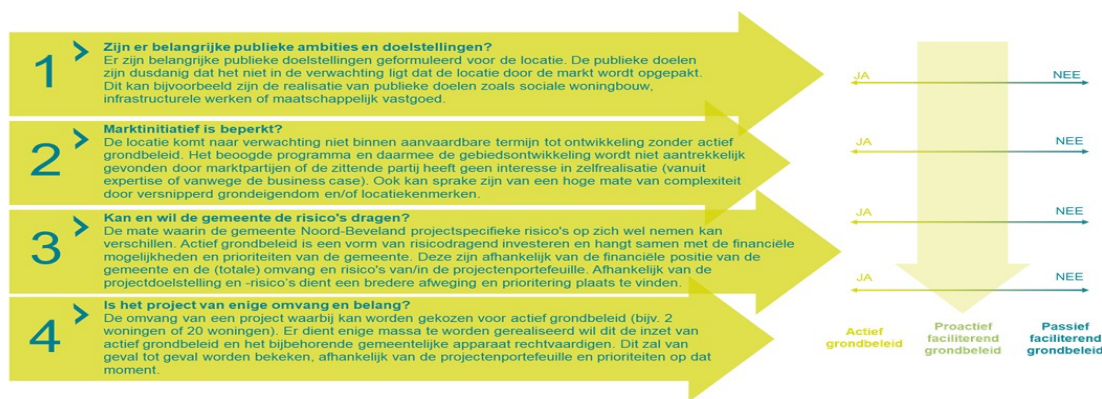 1
Zijn er belangrijke publieke ambities en doelstellingen?
Er zijn belangrijke publieke doelstellingen geformuleerd voor de locatie. De publieke doelen
zijn dusdanig dat het niet in de verwachting ligt dat de locatie door de markt wordt opgepakt.
Dit kan bijvoorbeeld zijn de realisatie van publieke doelen zoals sociale woningbouw,
infrastructurele werken of maatschappelijk vastgoed.
JA
NEE
2
Marktinitiatief is beperkt?
De locatie komt naar verwachting niet binnen aanvaardbare termijn tot ontwikkeling zonder actief
grondbeleid. Het beoogde programma en daarmee de gebiedsontwikkeling wordt niet aantrekkelijk
gevonden door marktpartijen of de zittende partij heeft geen interesse in zelfrealisatie (vanuit
expertise of vanwege de business case). Ook kan sprake zijn van een hoge mate van complexiteit
door versnipperd grondeigendom en/of locatiekenmerken.
JA
NEE
3
Kan en wil de gemeente de risico's dragen?
De mate waarin de gemeente Noord-Beveland projectspecifieke risico's op zich wel nemen kan
verschillen. Actief grondbeleid is een vorm van risicodragend investeren en hangt samen met de financiële
mogelijkheden en prioriteiten van de gemeente. Deze zijn afhankelijk van de financiële positie van de
gemeente en de (totale) omvang en risico's van/in de projectenportefeuille. Afhankelijk van de
projectdoelstelling en -risico's dient een bredere afweging en prioritering plaats te vinden.
JA
NEE
4
Is het project van enige omvang en belang?
De omvang van een project waarbij kan worden gekozen voor actief grondbeleid (bijv. 2
woningen of 20 woningen). Er dient enige massa te worden gerealiseerd wil dit de inzet van
actief grondbeleid en het bijbehorende gemeentelijke apparaat rechtvaardigen. Dit zal van
geval tot geval worden bekeken, afhankelijk van de projectenportefeuille en prioriteiten op dat
moment.
JA
NEE
Actief
grondbeleid
Proactief
faciliterend
grondbeleid
Passief
faciliterend
grondbeleid